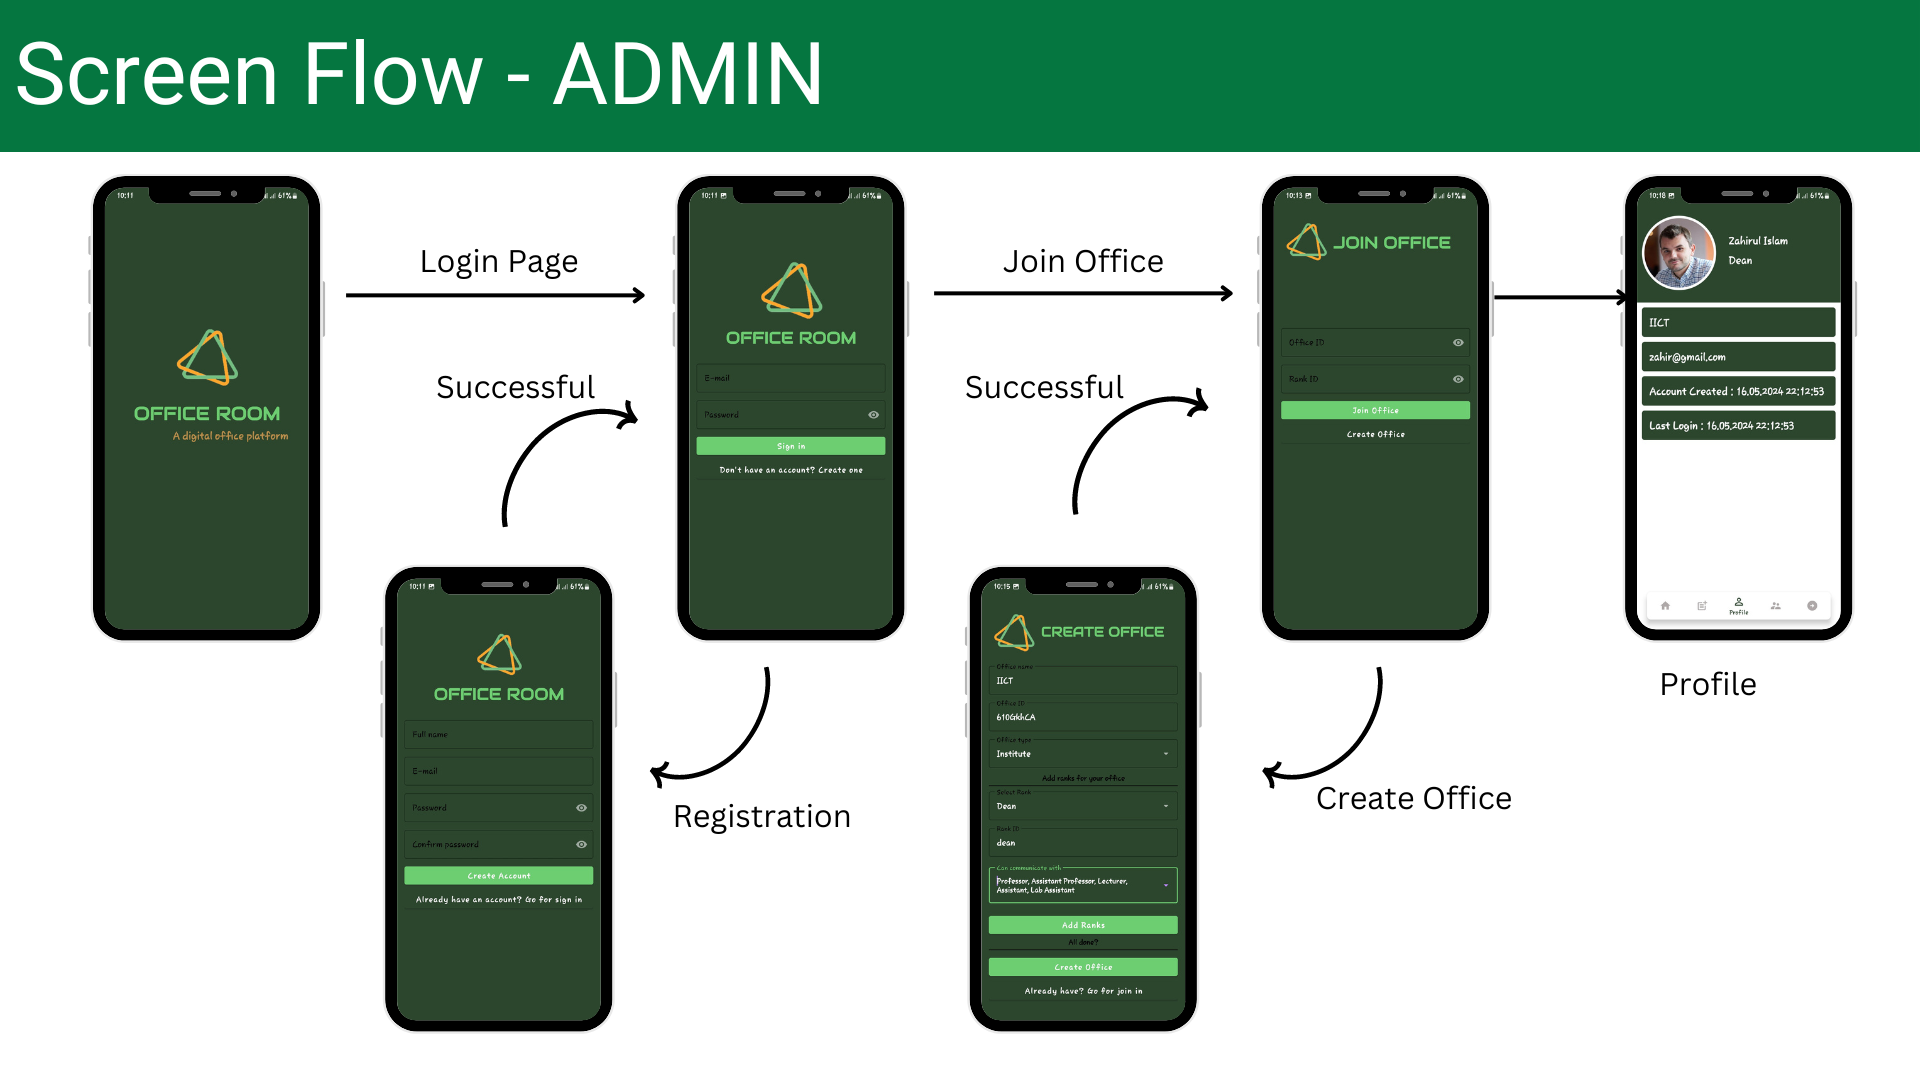 Screen Flow - ADMIN
10:11
61%
OFFICE ROOM
A digital office platform
Login Page
Successful
10:11
61%
OFFICE ROOM
E-mail
Password
Sign in
Don't have an account? Create one
Join Office
Successful
10:13
61%
JOIN OFFICE
Office ID
Rank ID
Join Office
Create Office
10:18
61%
Zahirul Islam
Dean
IICT
zahir@gmail.com
Account Created : 16.05.2024 22:12:53
Last Login : 16.05.2024 22:12:53
Profile
Profile
10:11
61%
OFFICE ROOM
Full name
E-mail
Password
Confirm password
Create Account
Already have an account? Go for sign in
Registration
10:15
61%
CREATE OFFICE
Office name
IICT
Office ID
610GkhCA
Office type
Institute
Add ranks for your office
Select Rank
Dean
Rank ID
dean
Can communicate with
Professor, Assistant Professor, Lecturer,
Assistant, Lab Assistant
Add Ranks
All done?
Create Office
Already have? Go for join in
Create Office